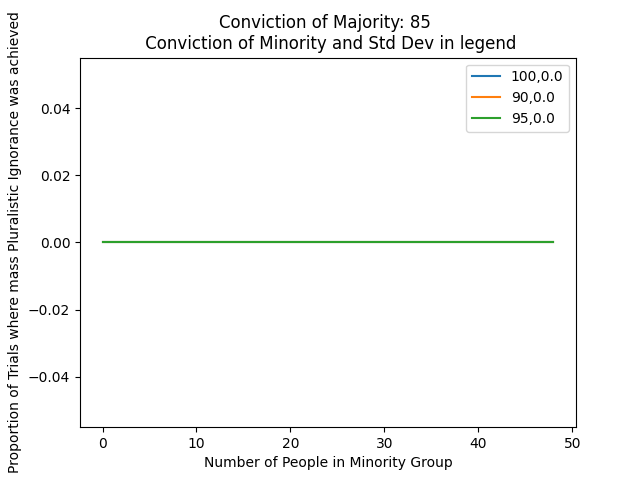 Conviction of Majority: 85
Conviction of Minority and Std Dev in legend
Proportion of Trials where mass Pluralistic Ignorance was achieved
100,0.0
90,0.0
95,0.0
0.04
0.02
0.00
−0.02
−0.04
0 10 20 30 40 50
Number of People in Minority Group